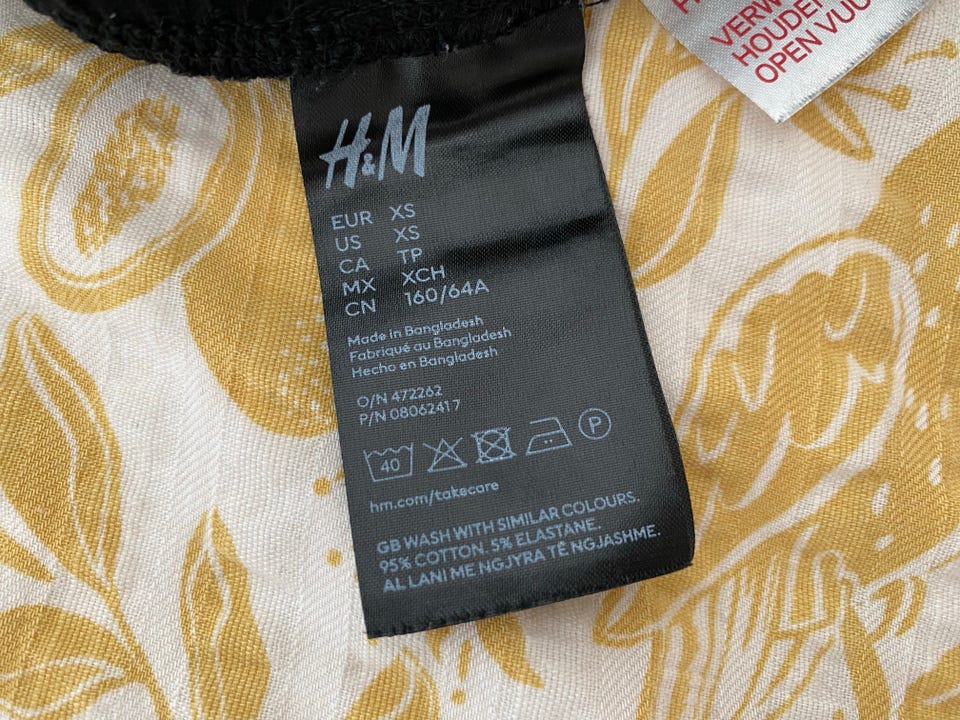 H&M
EUR XS
US XS
CA TP
MX XCH
CN 160/64A
Made in Bangladesh
Fabriqué au Bangladesh
Hecho en Bangladesh
O/N 472262
P/N 08062417
40 P
hm.com/takecare
GB WASH WITH SIMILAR COLOURS.
95% COTTON. 5% ELASTANE.
AL LANI ME NGJYRA TË NGJASHME.
HOUDEN
OPEN VUUR